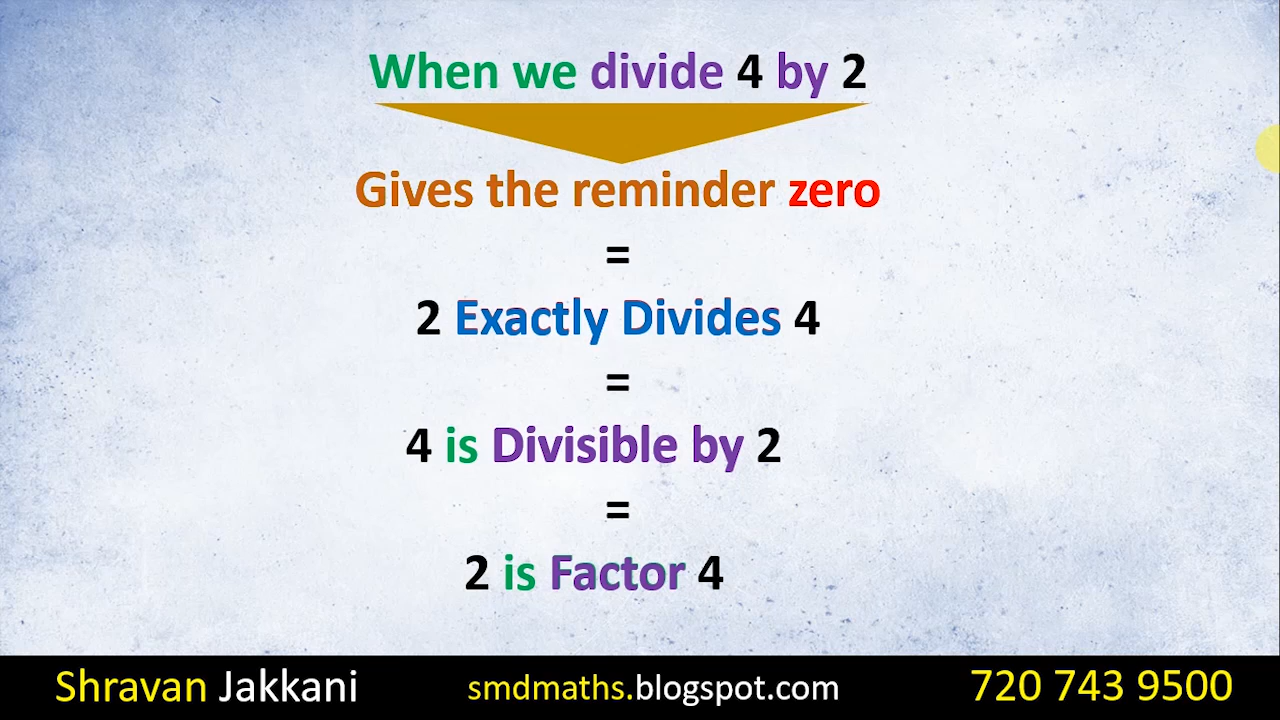 When we divide 4 by 2
Gives the reminder zero
=
2 Exactly Divides 4
=
4 is Divisible by 2
=
2 is Factor 4
Shravan Jakkani smdmaths.blogspot.com 720 743 9500